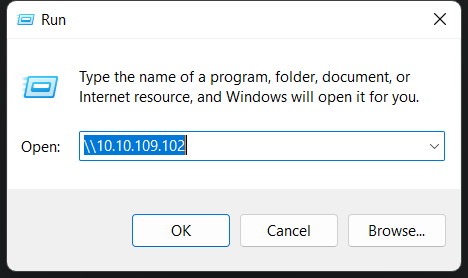 Run
Type the name of a program, folder, document, or
Internet resource, and Windows will open it for you.
Open: \\10.10.109.102
OK Cancel Browse...